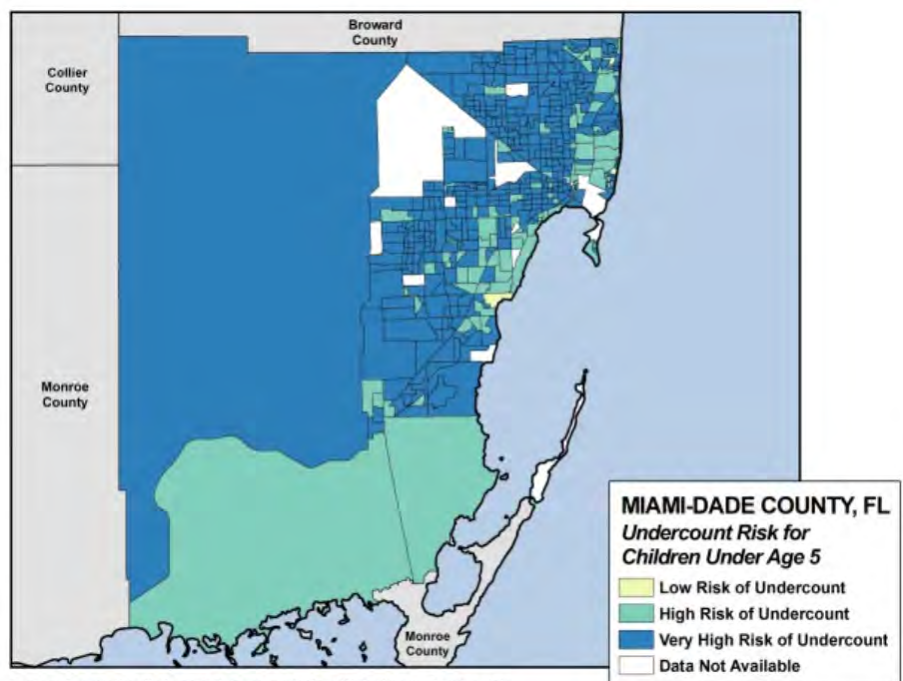 Broward
County
Collier
County
Monroe
County
MIAMI-DADE COUNTY, FL
Undercount Risk for
Children Under Age 5
Low Risk of Undercount
High Risk of Undercount
Very High Risk of Undercount
Data Not Available
Monroe
County